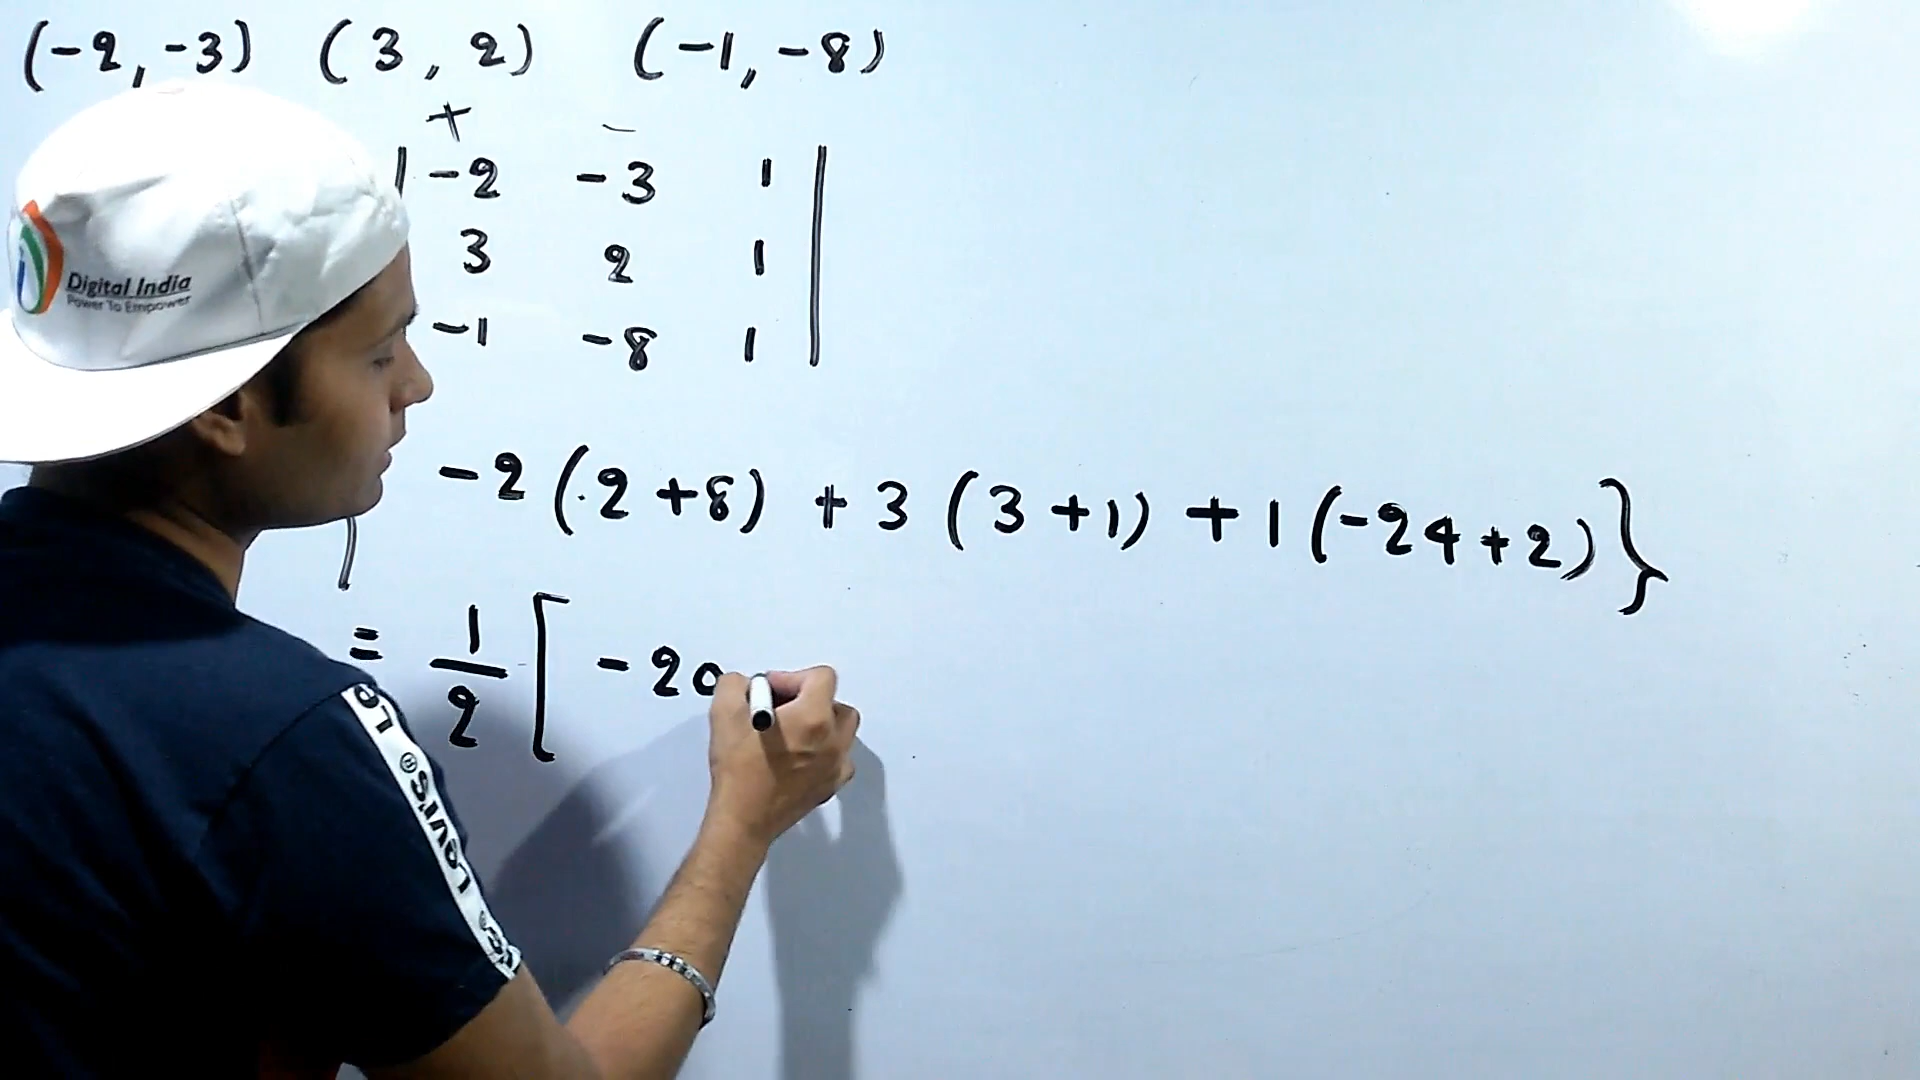 (-2, -3) (3, 2) (-1, -8)
+ -
| -2 -3 1 |
3 2 1
-1 -8 1
-2 (2+8) + 3 (3+1) + 1 (-24+2) }
= 1/2 [ -20
Digital India
Power To Empower
LOVIS®